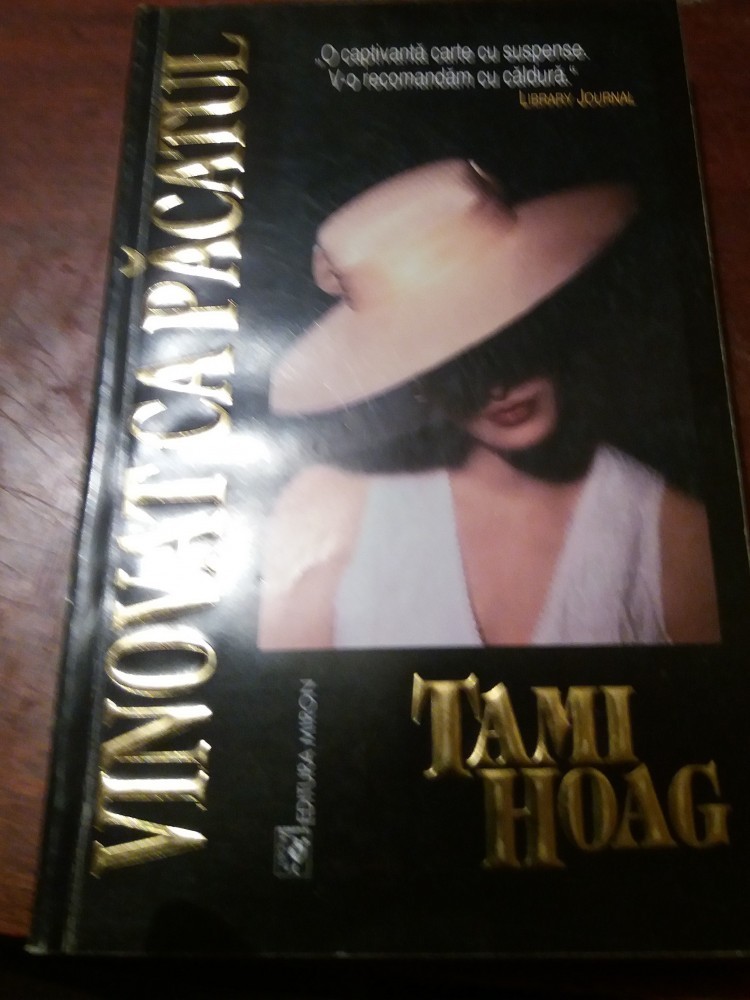 „O captivantă carte cu suspense.
V-o recomandăm cu căldură.“
LIBRARY JOURNAL
VINOVAT CA PĂCATUL
EDITURA MIRON
TAMI
HOAG